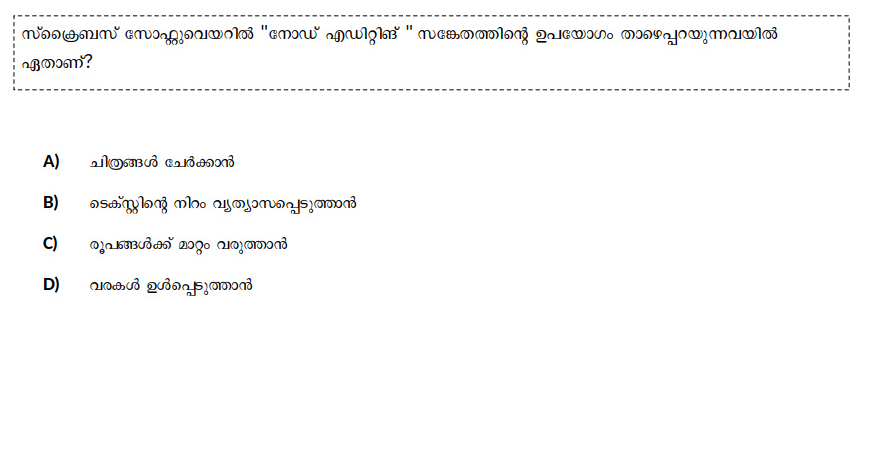 സ്ക്രൈബസ് സോഫ്റ്റുവെയറിൽ "നോഡ് എഡിറ്റിങ് " സങ്കേതത്തിന്റെ ഉപയോഗം താഴെപ്പറയുന്നവയിൽ
ഏതാണ്?
A) ചിത്രങ്ങൾ ചേർക്കാൻ
B) ടെക്സ്റ്റിന്റെ നിറം വ്യത്യാസപ്പെടുത്താൻ
C) രൂപങ്ങൾക്ക് മാറ്റം വരുത്താൻ
D) വരകൾ ഉൾപ്പെടുത്താൻ